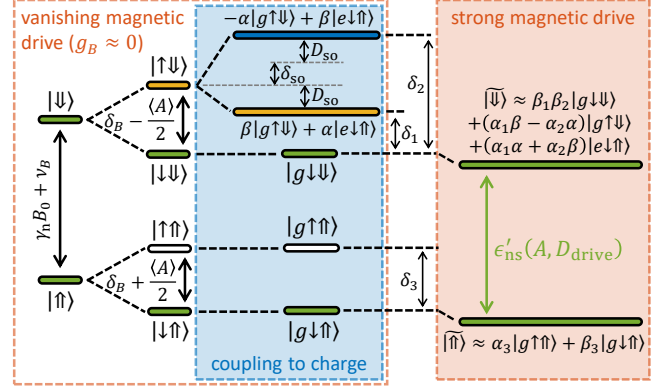 vanishing magnetic
drive (g_B ≈ 0)
−α|g↑⇓⟩ + β|e↓⇑⟩
strong magnetic drive
|↑⇓⟩
D_so
δ_so
D_so
δ_2
|⇓⟩
δ_B − ⟨A⟩/2
β|g↑⇓⟩ + α|e↓⇑⟩
δ_1
|⇓̃⟩ ≈ β_1β_2|g↓⇓⟩
+(α_1β − α_2α)|g↑⇓⟩
+(α_1α + α_2β)|e↓⇑⟩
|↓⇓⟩
|g↓⇓⟩
γ_n B_0 + ν_B
|↑⇑⟩
|g↑⇑⟩
ϵ′_ns(A, D_drive)
|⇑⟩
δ_B + ⟨A⟩/2
δ_3
|↓⇑⟩
|g↓⇑⟩
|⇑̃⟩ ≈ α_3|g↑⇑⟩ + β_3|g↓⇑⟩
coupling to charge